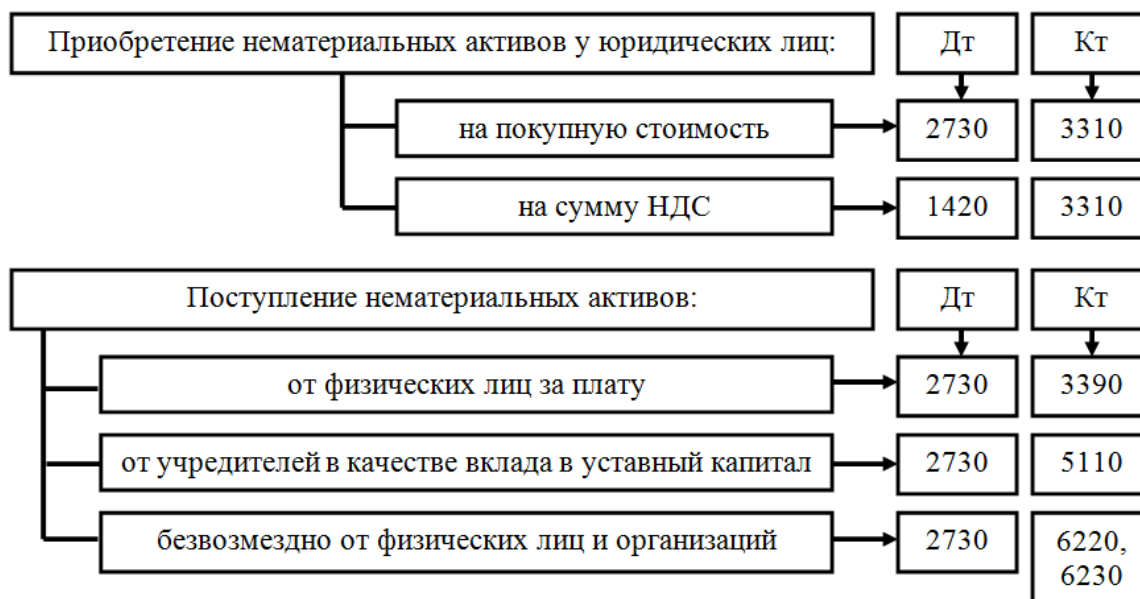 Приобретение нематериальных активов у юридических лиц: Дт Кт
на покупную стоимость 2730 3310
на сумму НДС 1420 3310
Поступление нематериальных активов: Дт Кт
от физических лиц за плату 2730 3390
от учредителей в качестве вклада в уставный капитал 2730 5110
безвозмездно от физических лиц и организаций 2730 6220,
6230